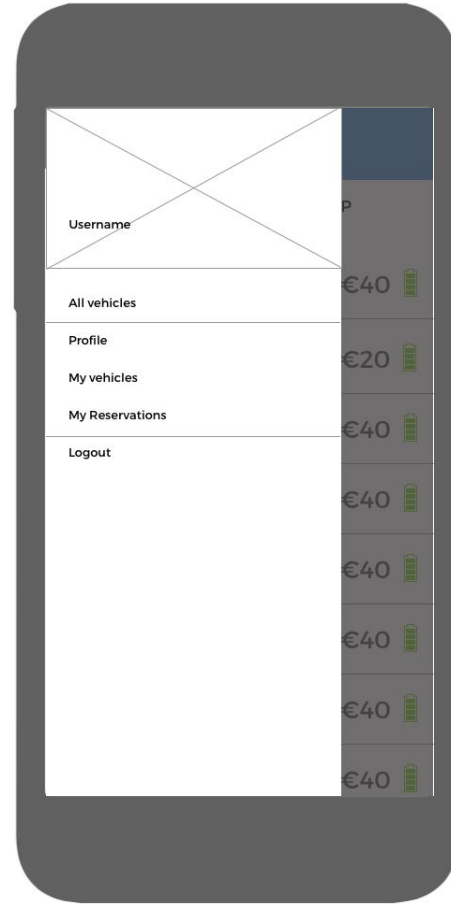 Username
P
€40
All vehicles
Profile
€20
My vehicles
My Reservations
€40
Logout
€40
€40
€40
€40
€40